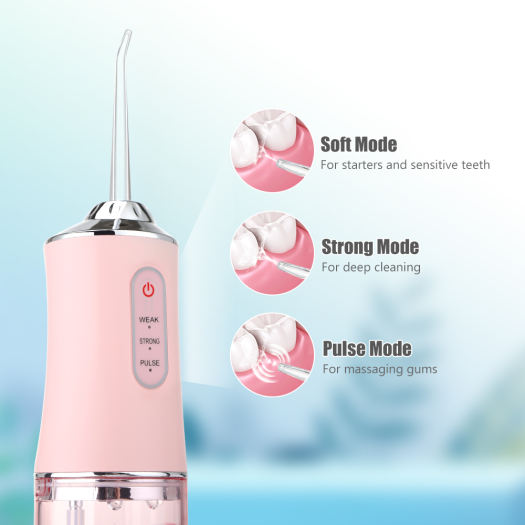 WEAK
STRONG
PULSE
Soft Mode
For starters and sensitive teeth
Strong Mode
For deep cleaning
Pulse Mode
For massaging gums